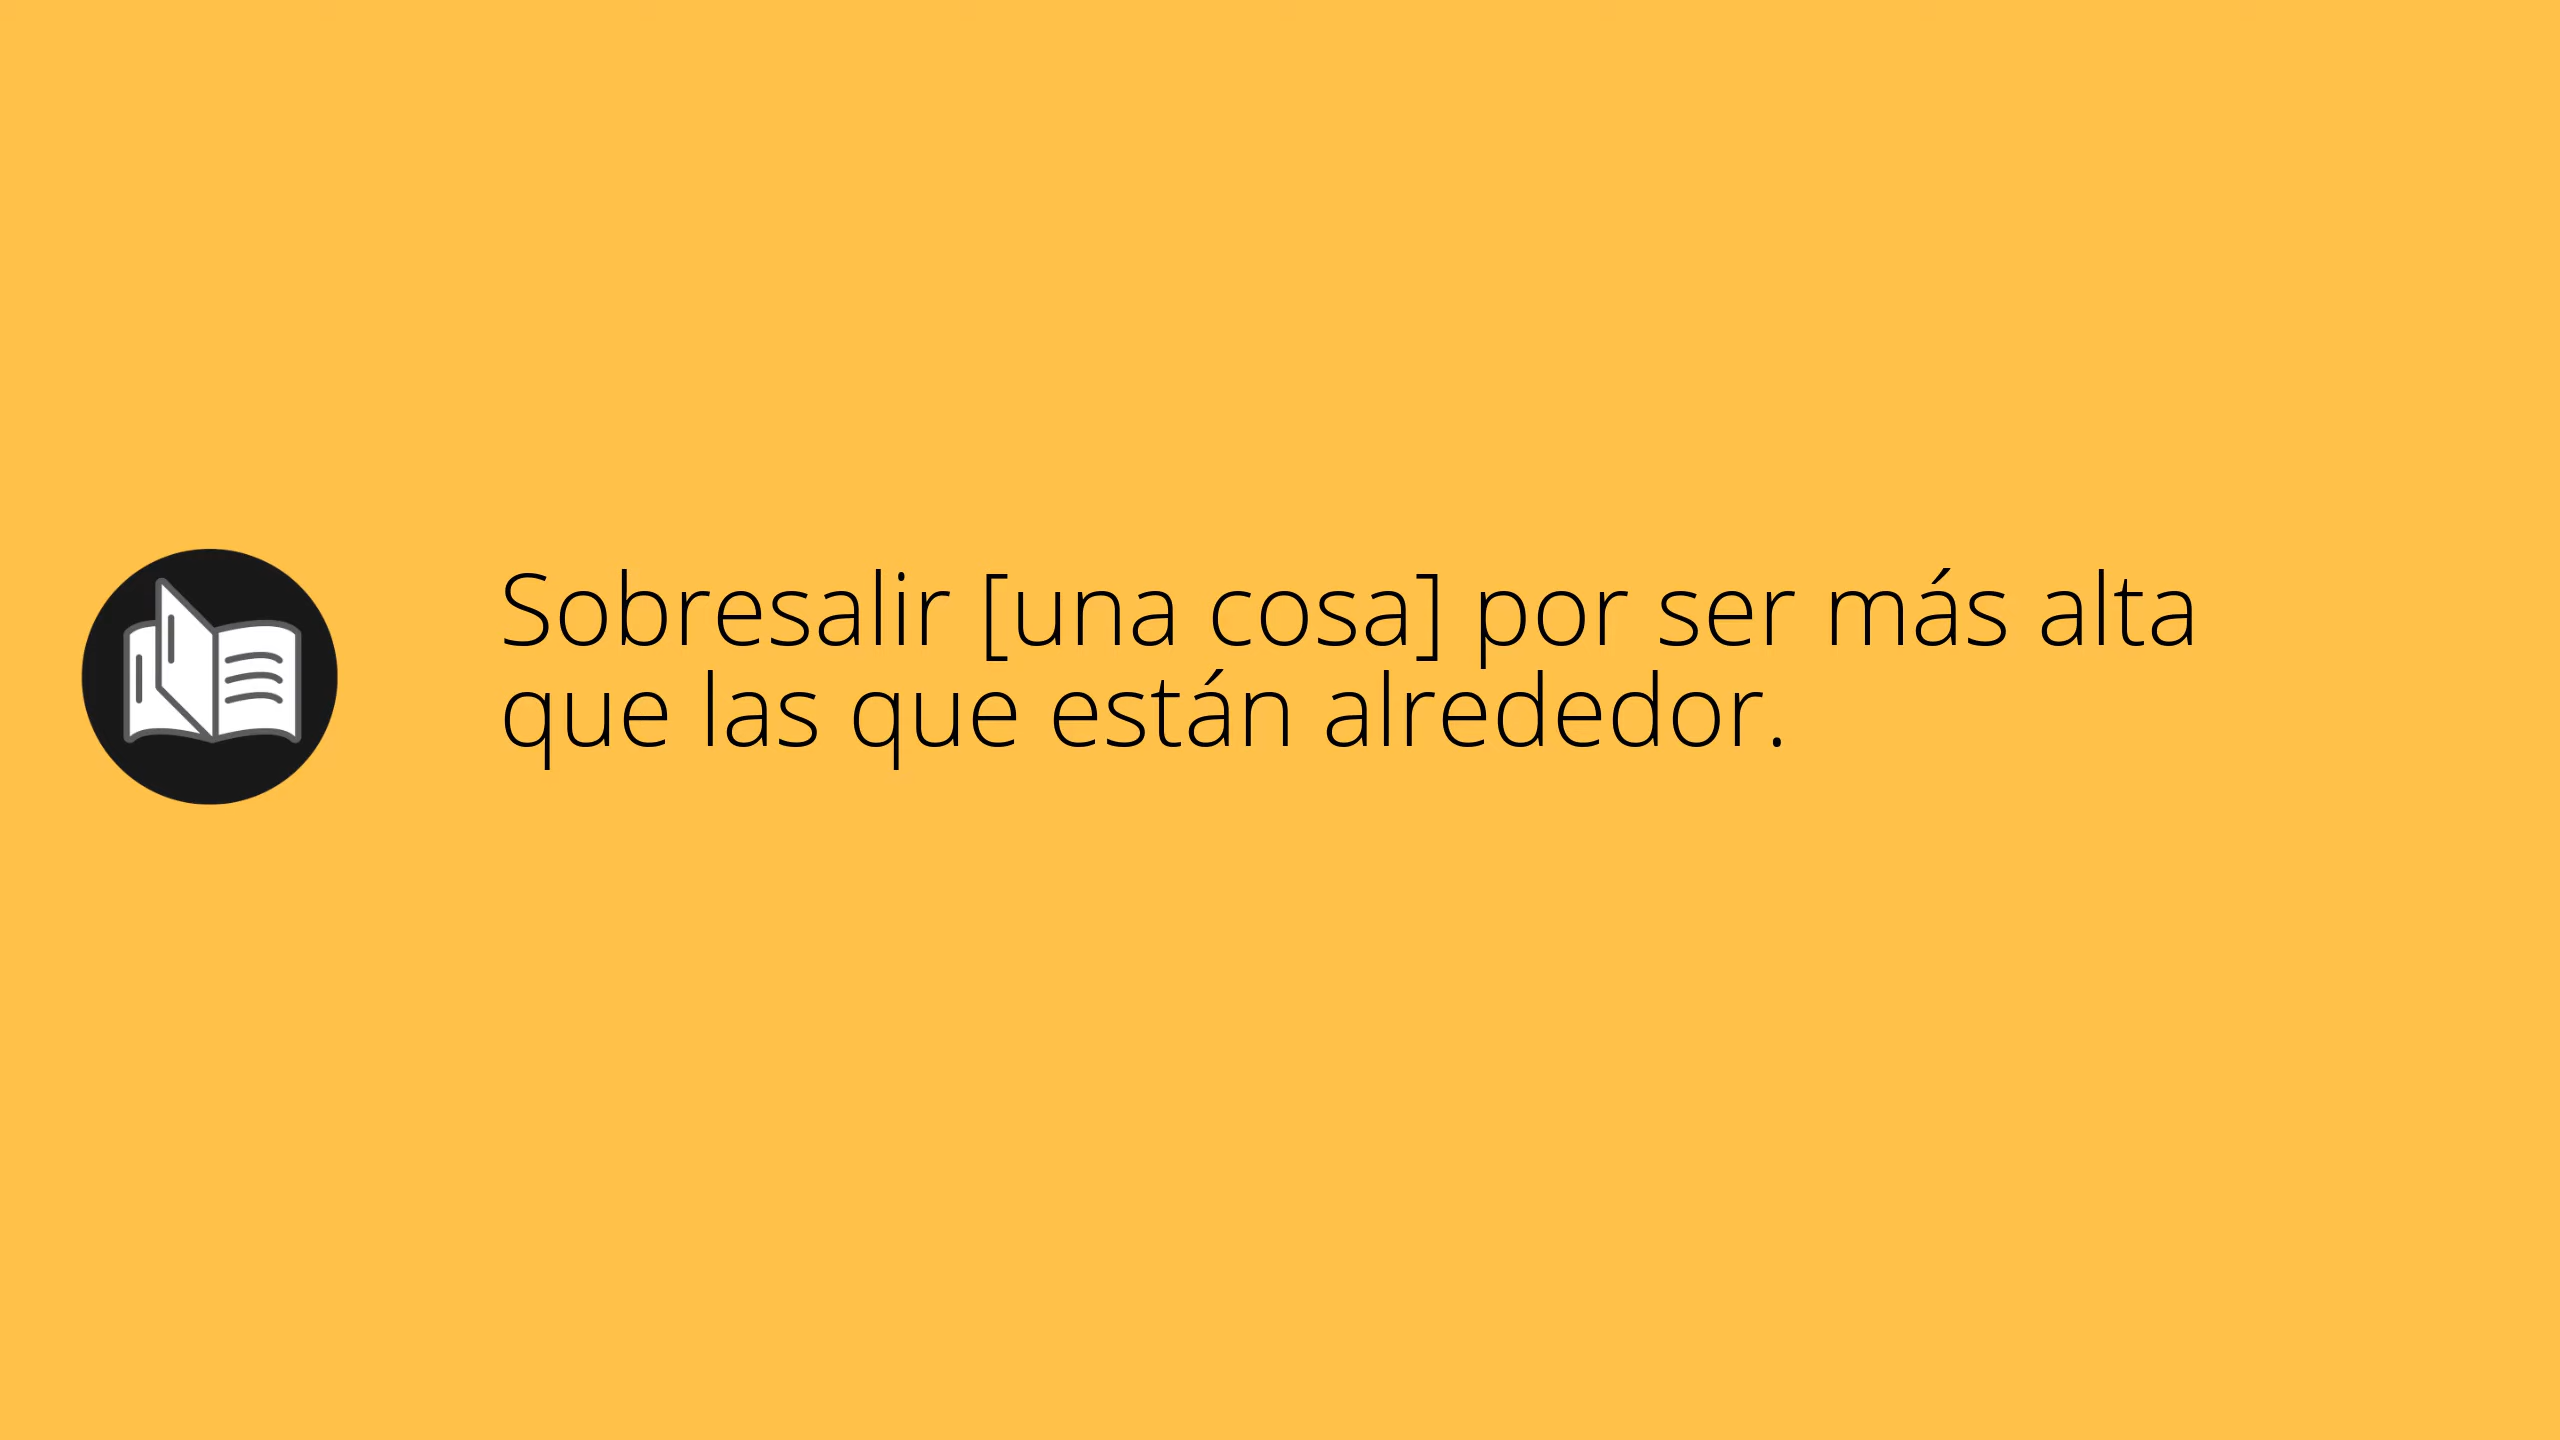 Sobresalir [una cosa] por ser más alta
que las que están alrededor.